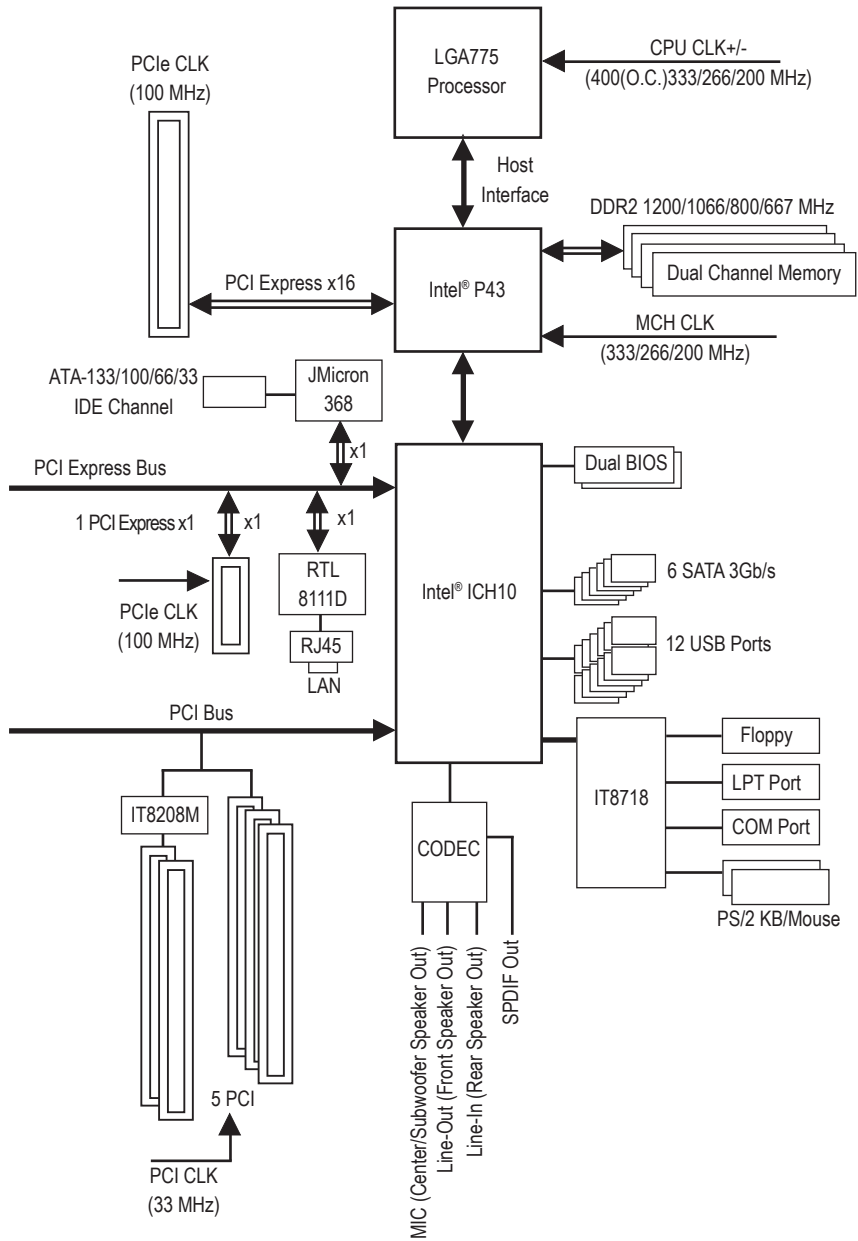 PCIe CLK
(100 MHz)
LGA775
Processor
CPU CLK+/-
(400(O.C.)333/266/200 MHz)
Host
Interface
DDR2 1200/1066/800/667 MHz
Dual Channel Memory
PCI Express x16
Intel® P43
MCH CLK
(333/266/200 MHz)
ATA-133/100/66/33
IDE Channel
JMicron
368
x1
PCI Express Bus
Dual BIOS
1 PCI Express x1
x1
x1
RTL
8111D
Intel® ICH10
6 SATA 3Gb/s
PCIe CLK
(100 MHz)
RJ45
LAN
12 USB Ports
PCI Bus
IT8718
Floppy
LPT Port
COM Port
PS/2 KB/Mouse
IT8208M
CODEC
MIC (Center/Subwoofer Speaker Out)
Line-Out (Front Speaker Out)
Line-In (Rear Speaker Out)
SPDIF Out
5 PCI
PCI CLK
(33 MHz)